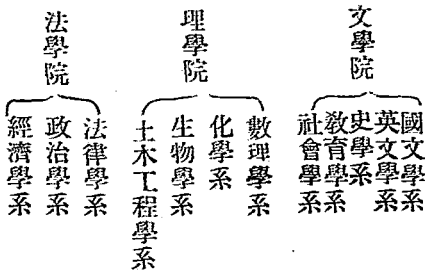 文學院
國文學系
英文學系
史學系
教育學系
社會學系
理學院
數理學系
化學系
生物學系
土木工程學系
法學院
法律學系
政治學系
經濟學系